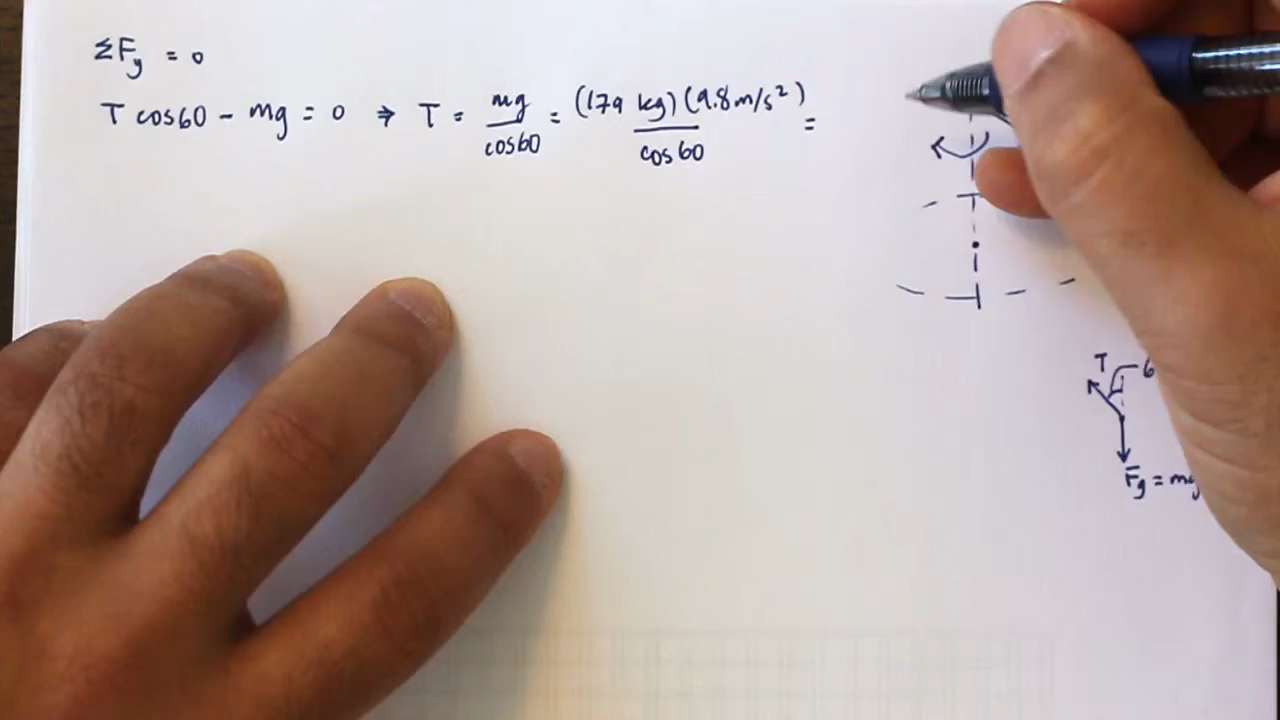 ΣFy = 0
T cos60 - mg = 0 ⇒ T = mg/cos60 = (179 kg)(9.8 m/s²)/cos60 =
T
Fg = mg